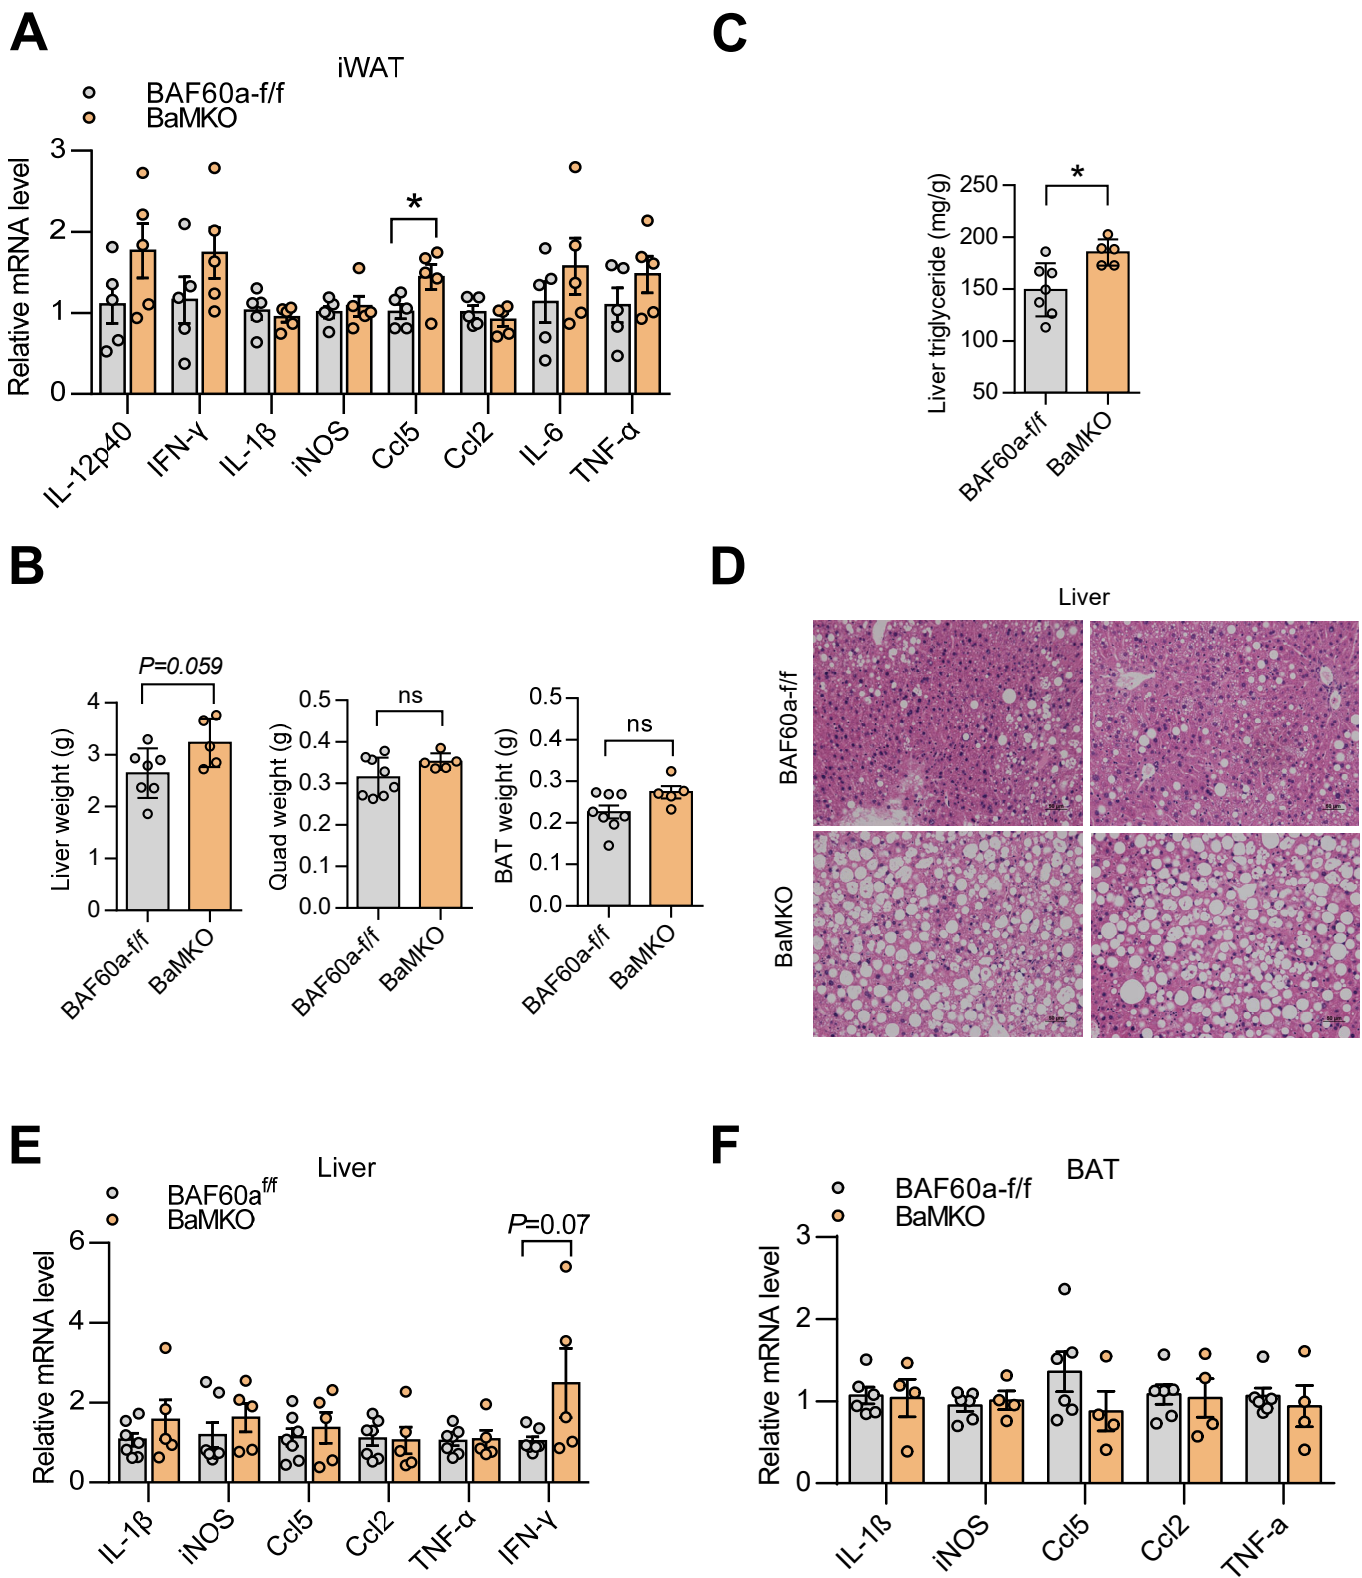 A
iWAT
BAF60a-f/f
BaMKO
Relative mRNA level
3
2
1
0
*
IL-12p40
IFN-γ
IL-1β
iNOS
Ccl5
Ccl2
IL-6
TNF-α
C
Liver triglyceride (mg/g)
250
200
150
100
50
*
BAF60a-f/f
BaMKO
B
P=0.059
Liver weight (g)
4
3
2
1
0
BAF60a-f/f
BaMKO
ns
Quad weight (g)
0.5
0.4
0.3
0.2
0.1
0.0
BAF60a-f/f
BaMKO
ns
BAT weight (g)
0.5
0.4
0.3
0.2
0.1
0.0
BAF60a-f/f
BaMKO
D
Liver
BAF60a-f/f
BaMKO
E
Liver
BAF60af/f
BaMKO
P=0.07
Relative mRNA level
6
4
2
0
IL-1β
iNOS
Ccl5
Ccl2
TNF-α
IFN-γ
F
BAT
BAF60a-f/f
BaMKO
Relative mRNA level
3
2
1
0
IL-1ß
iNOS
Ccl5
Ccl2
TNF-a